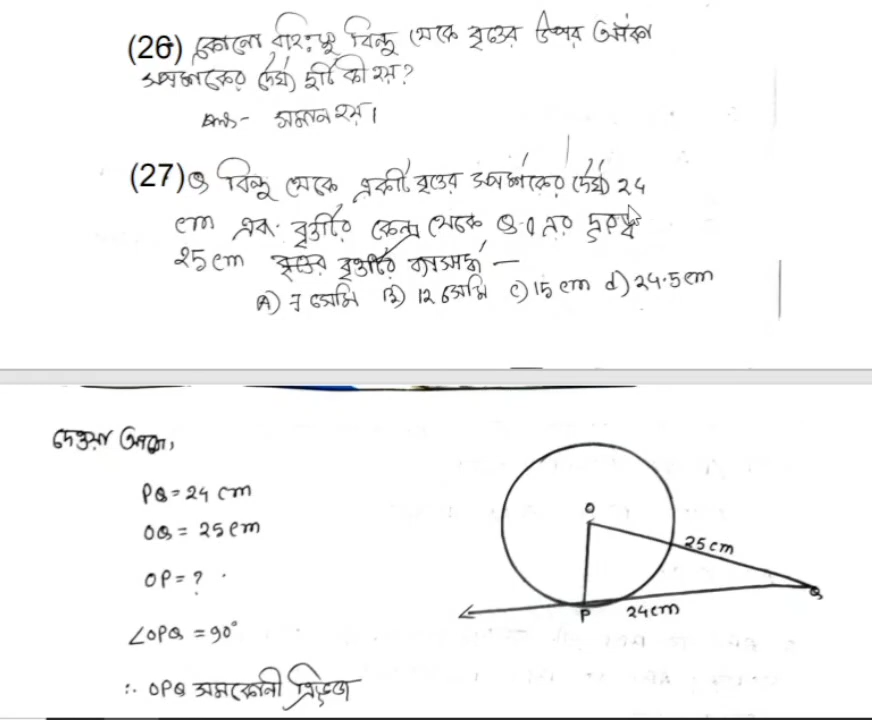 (26) কোনো বহিঃস্থ বিন্দু থেকে বৃত্তের উপর অংকা
স্পর্শকের দৈর্ঘ্য দুটি কী হয়?
Ans- সমান হয়।
(27) Q বিন্দু থেকে একটি বৃত্তের স্পর্শকের দৈর্ঘ্য 24
cm এবং বৃত্তটির কেন্দ্র থেকে Q এর দূরত্ব
25 cm বৃত্তটির ব্যাসার্দ্ধ —
A) 7 সেমি B) 12 সেমি c) 15 cm d) 24.5 cm
দেওয়া আছে,
PQ = 24 cm
OQ = 25 cm
OP = ?
∠OPQ = 90°
∴ OPQ সমকোনী ত্রিভুজ
O
25 cm
Q
P
24 cm